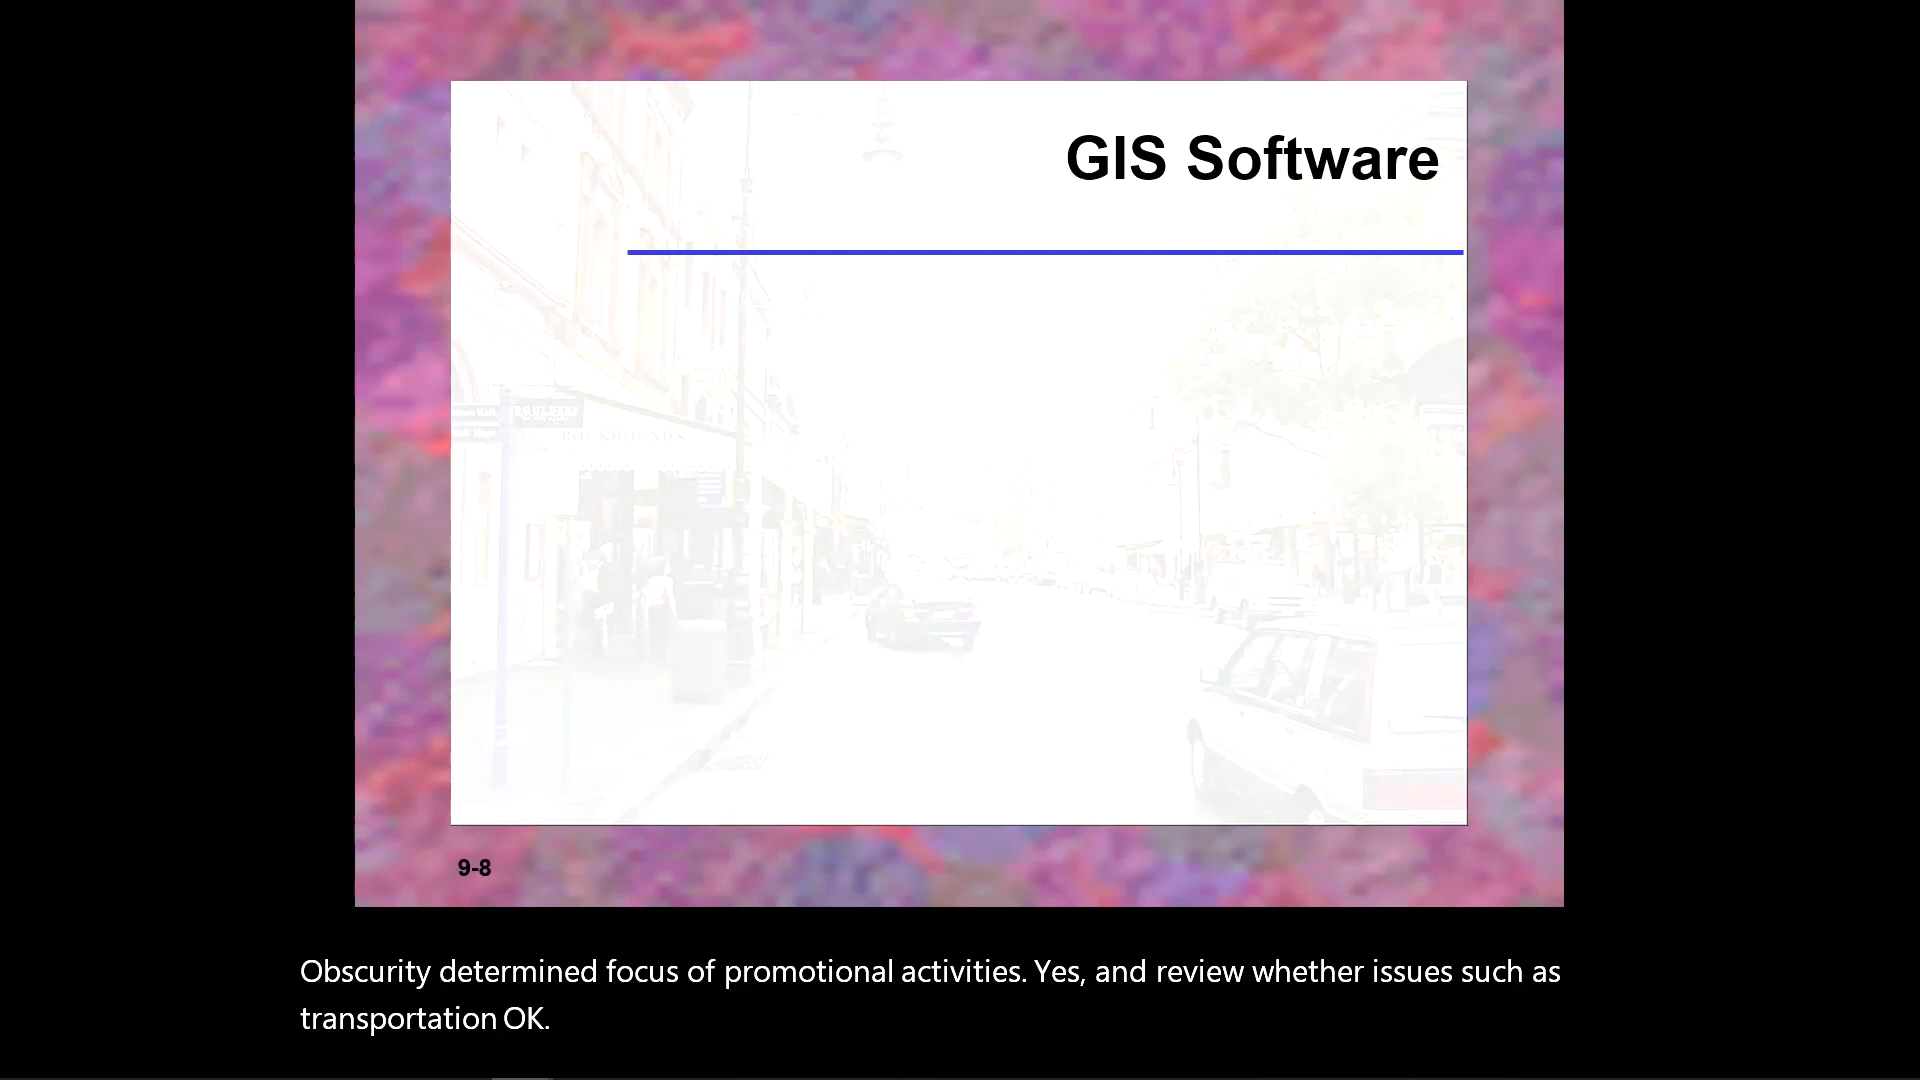 GIS Software
ROCKHOUNDS
9-8
Obscurity determined focus of promotional activities. Yes, and review whether issues such as
transportation OK.